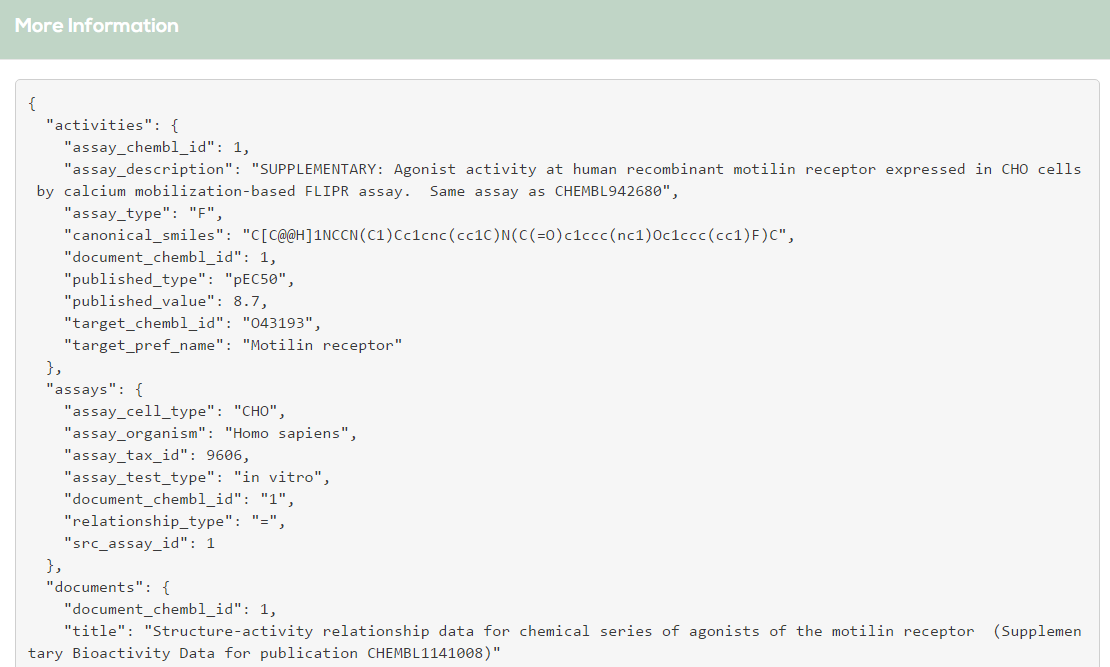 More Information
{
"activities": {
"assay_chembl_id": 1,
"assay_description": "SUPPLEMENTARY: Agonist activity at human recombinant motilin receptor expressed in CHO cells
by calcium mobilization-based FLIPR assay.  Same assay as CHEMBL942680",
"assay_type": "F",
"canonical_smiles": "C[C@@H]1NCCN(C1)Cc1cnc(cc1C)N(C(=O)c1ccc(nc1)Oc1ccc(cc1)F)C",
"document_chembl_id": 1,
"published_type": "pEC50",
"published_value": 8.7,
"target_chembl_id": "O43193",
"target_pref_name": "Motilin receptor"
},
"assays": {
"assay_cell_type": "CHO",
"assay_organism": "Homo sapiens",
"assay_tax_id": 9606,
"assay_test_type": "in vitro",
"document_chembl_id": "1",
"relationship_type": "=",
"src_assay_id": 1
},
"documents": {
"document_chembl_id": 1,
"title": "Structure-activity relationship data for chemical series of agonists of the motilin receptor  (Supplemen
tary Bioactivity Data for publication CHEMBL1141008)"